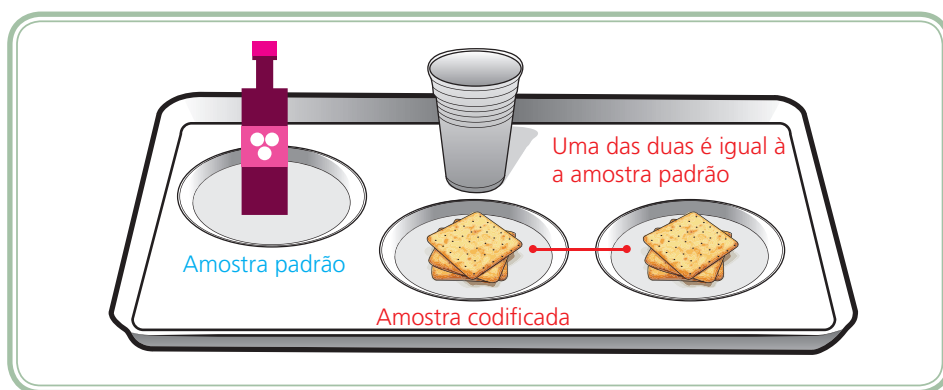 Uma das duas é igual à
a amostra padrão
Amostra padrão
Amostra codificada